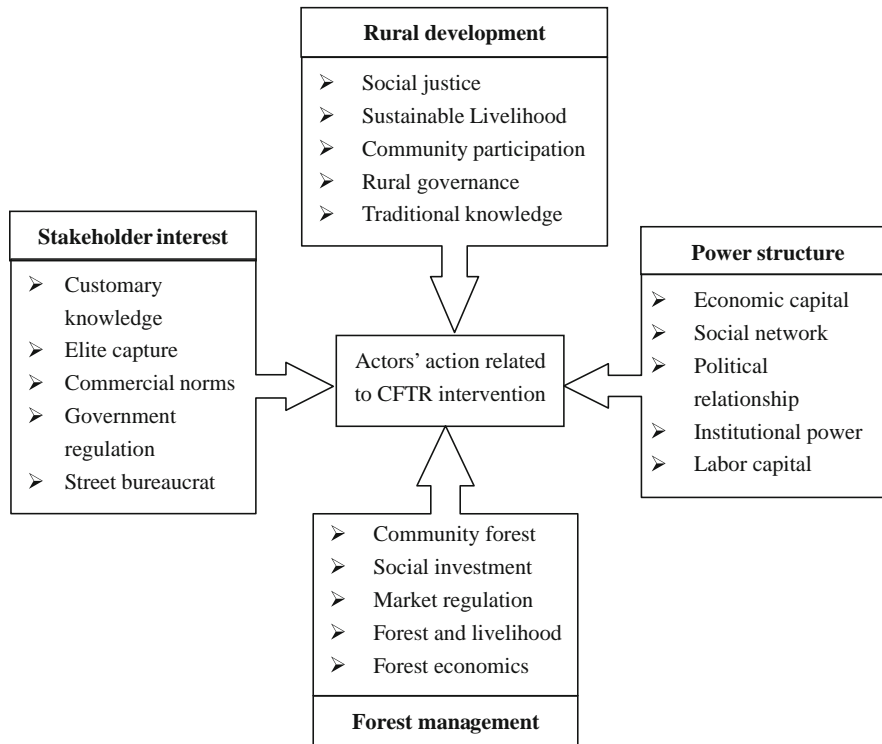 Rural development
➢ Social justice
➢ Sustainable Livelihood
➢ Community participation
➢ Rural governance
➢ Traditional knowledge
Stakeholder interest
➢ Customary
knowledge
➢ Elite capture
➢ Commercial norms
➢ Government
regulation
➢ Street bureaucrat
Actors’ action related
to CFTR intervention
Power structure
➢ Economic capital
➢ Social network
➢ Political
relationship
➢ Institutional power
➢ Labor capital
➢ Community forest
➢ Social investment
➢ Market regulation
➢ Forest and livelihood
➢ Forest economics
Forest management